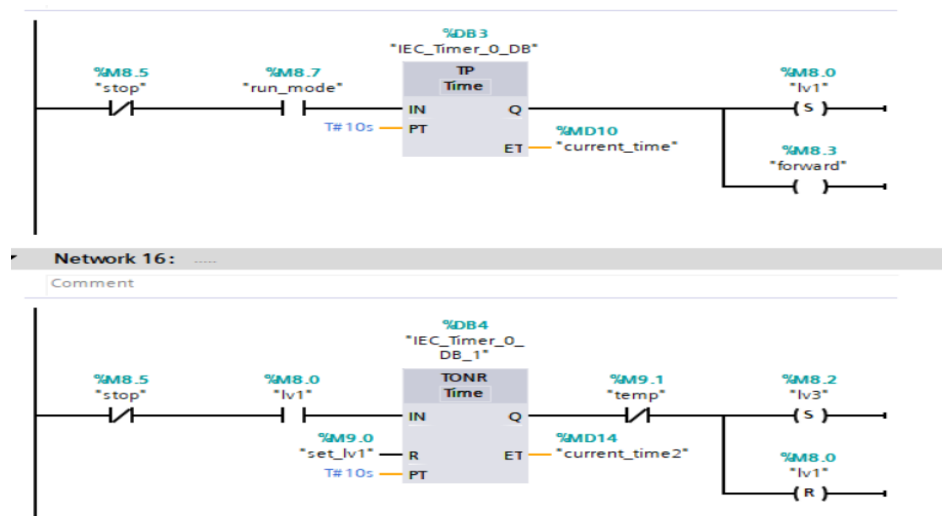 %DB3
"IEC_Timer_0_DB"
%M8.5
"stop"
%M8.7
"run_mode"
TP
Time
%M8.0
"lv1"
S
IN
Q
T#10s
PT
%MD10
ET
"current_time"
%M8.3
"forward"
Network 16: .....
Comment
%DB4
"IEC_Timer_0_
DB_1"
%M8.5
"stop"
%M8.0
"lv1"
TONR
Time
%M9.1
"temp"
%M8.2
"lv3"
S
IN
Q
%M9.0
"set_lv1"
R
%MD14
ET
"current_time2"
T#10s
PT
%M8.0
"lv1"
R